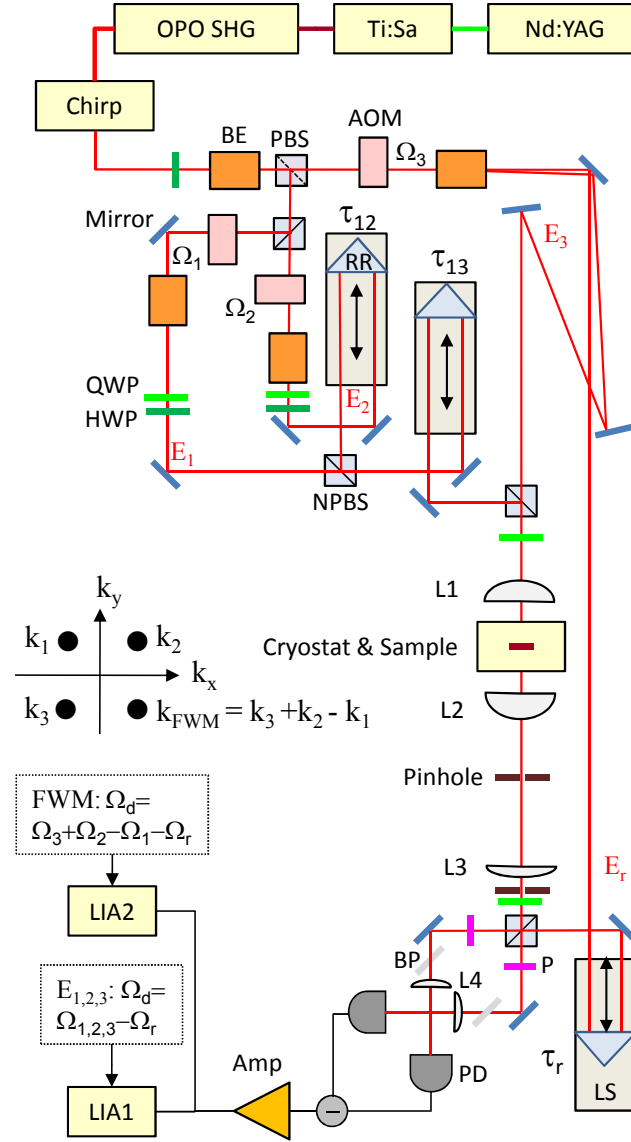 OPO SHG
Ti:Sa
Nd:YAG
Chirp
BE
PBS
AOM
Ω3
Mirror
Ω1
Ω2
τ12
RR
τ13
E3
QWP
HWP
E1
E2
NPBS
L1
ky
k1
k2
kx
k3
kFWM = k3 +k2 - k1
Cryostat & Sample
L2
Pinhole
FWM: Ωd=
Ω3+Ω2−Ω1−Ωr
L3
Er
LIA2
BP
P
L4
E1,2,3: Ωd=
Ω1,2,3−Ωr
τr
LS
Amp
PD
−
LIA1